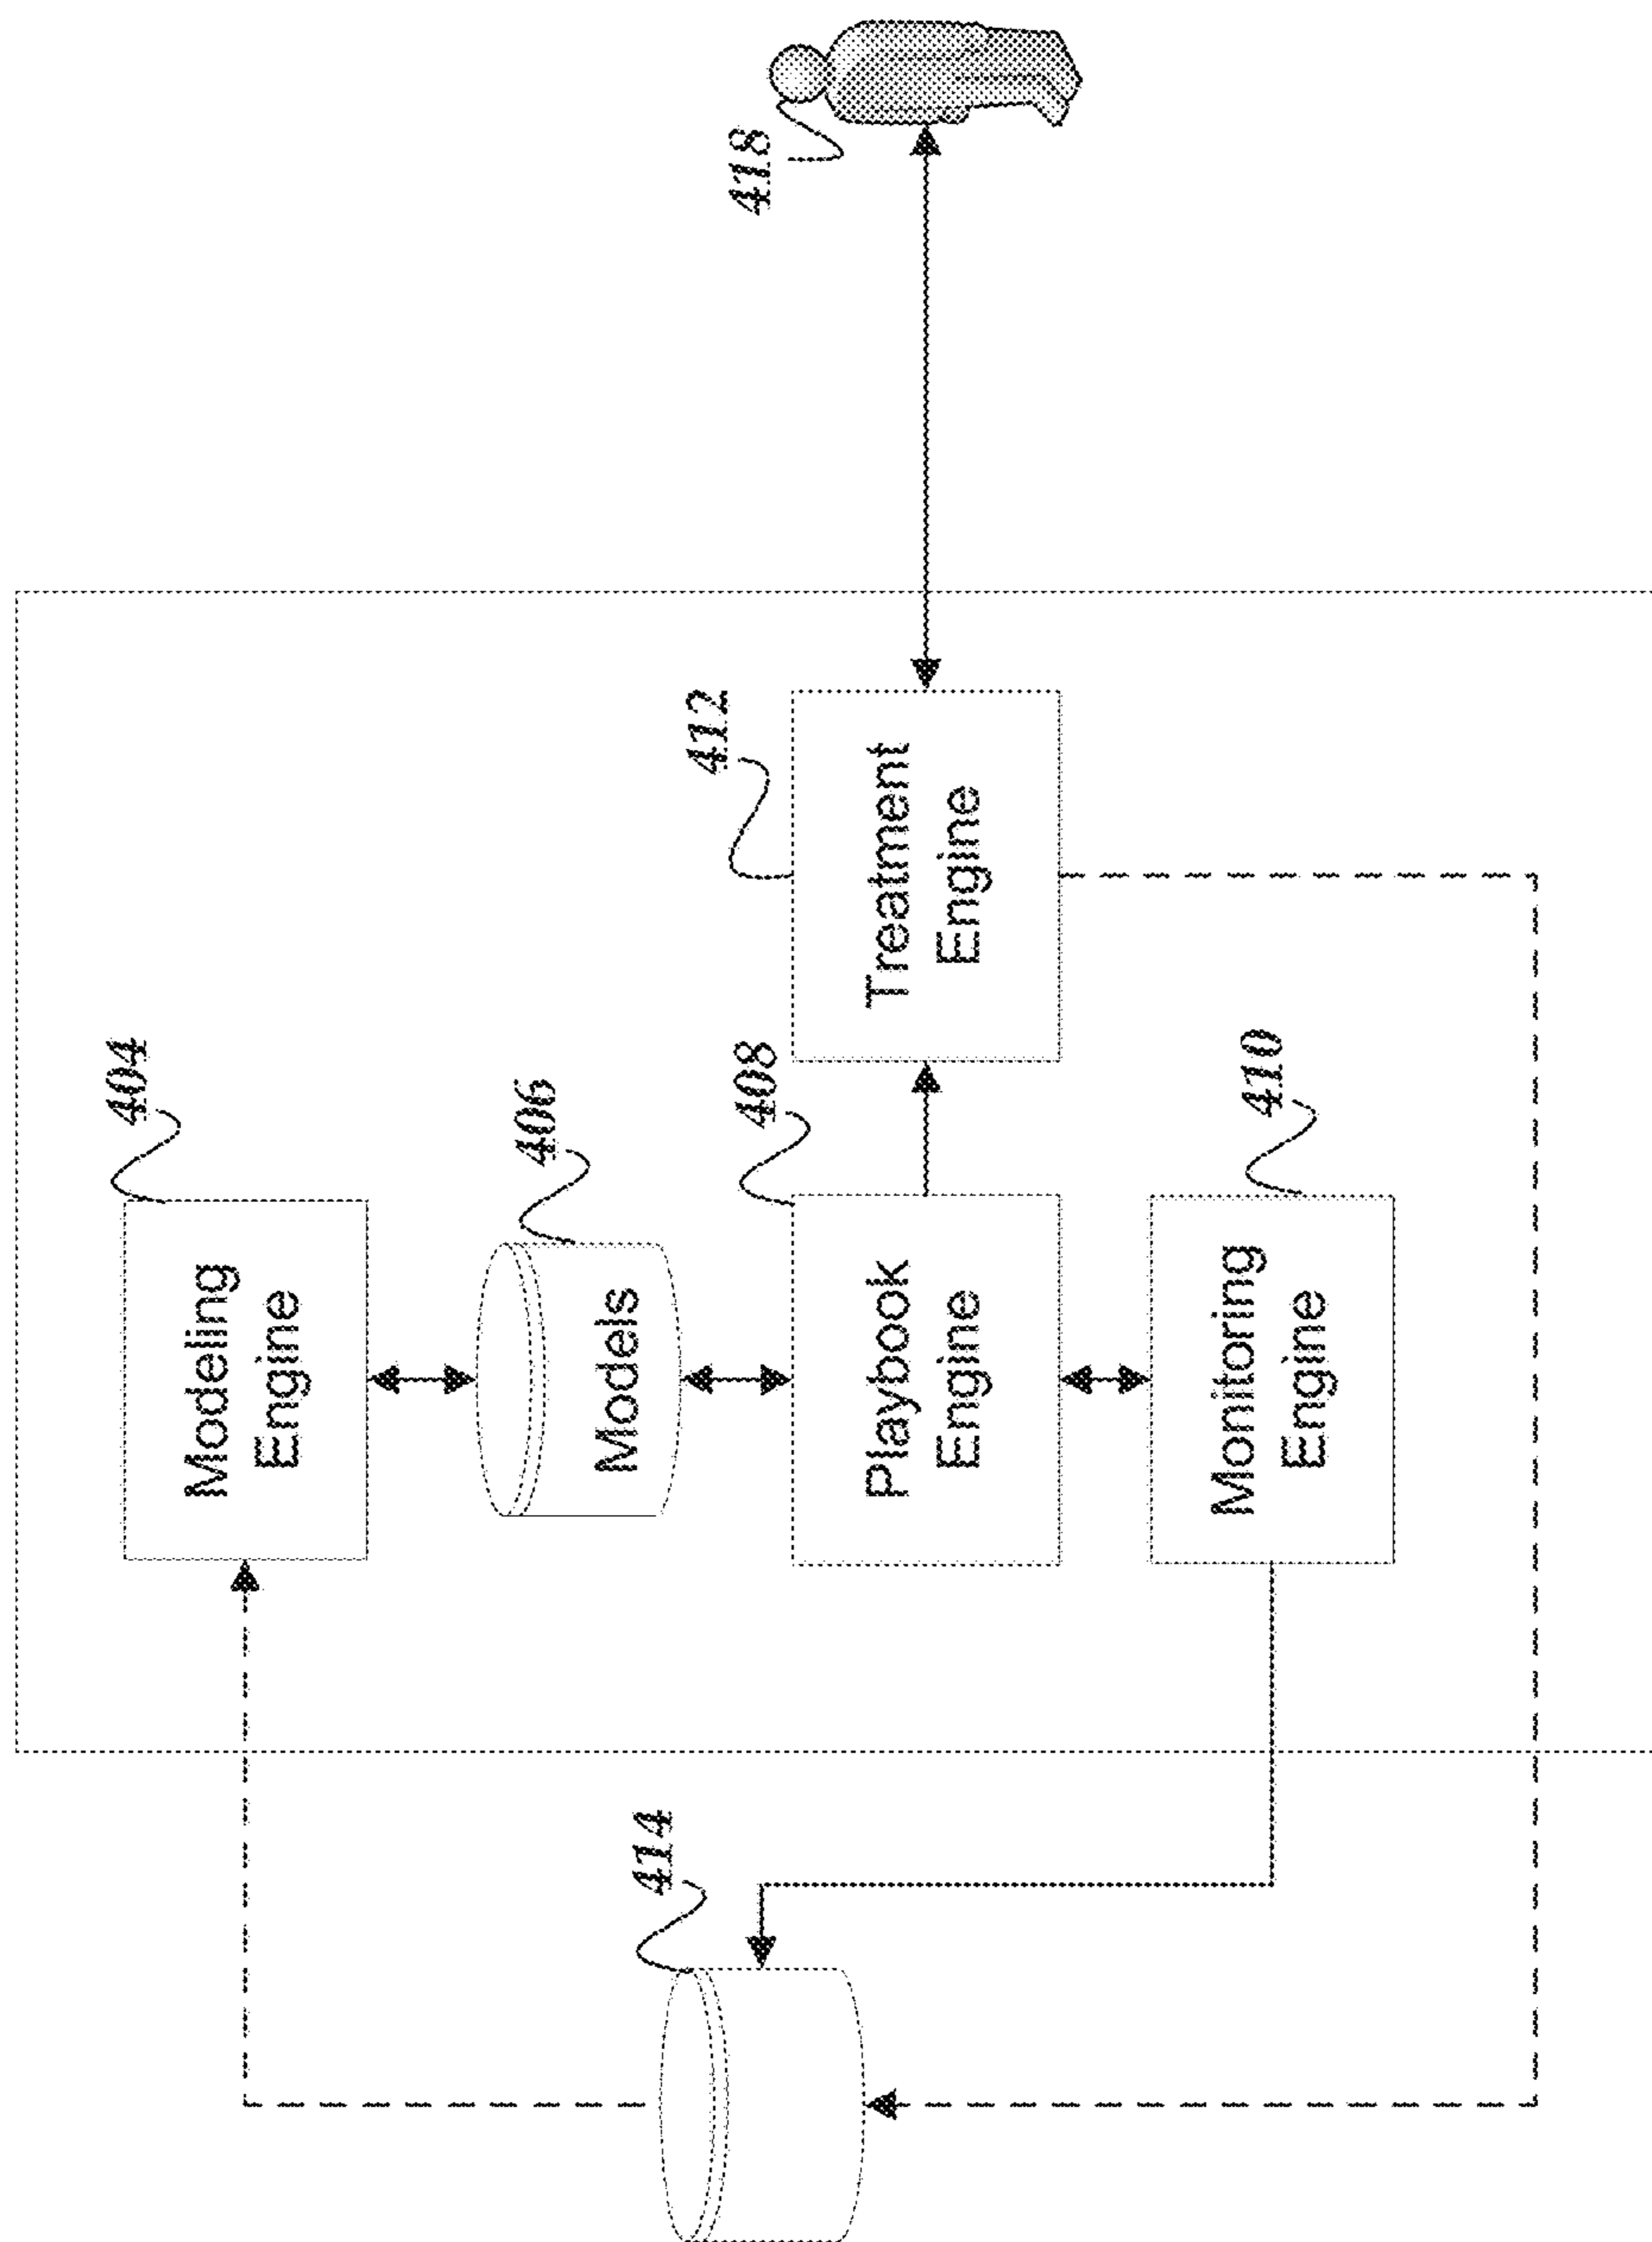 404
Modeling
Engine
406
Models
418
412
408
Treatment
Engine
Playbook
Engine
410
Monitoring
Engine
414